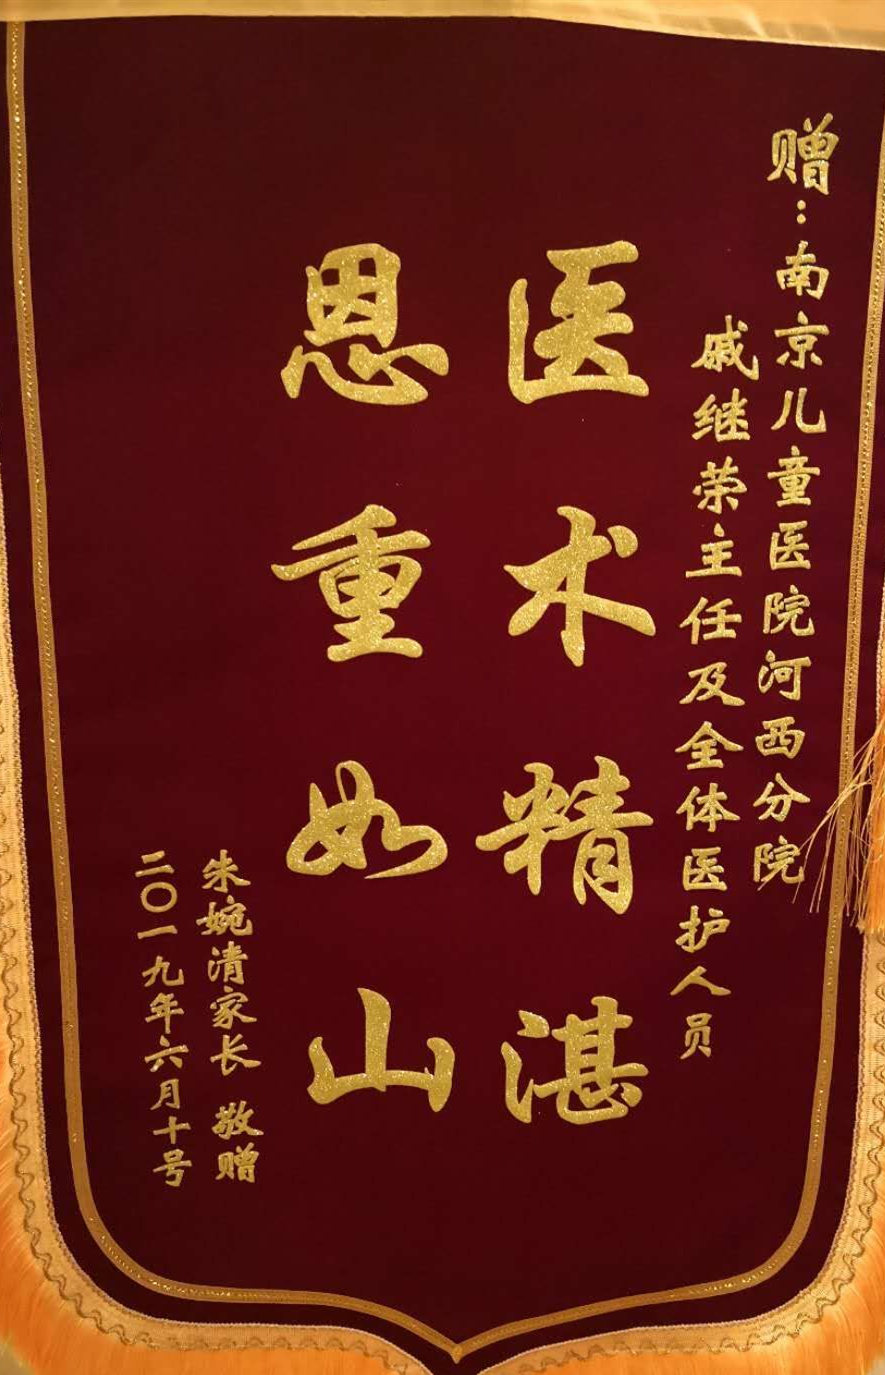 赠：南京儿童医院河西分院
戚继荣主任及全体医护人员
医术精湛
恩重如山
朱婉清家长 敬赠
二〇一九年六月十号